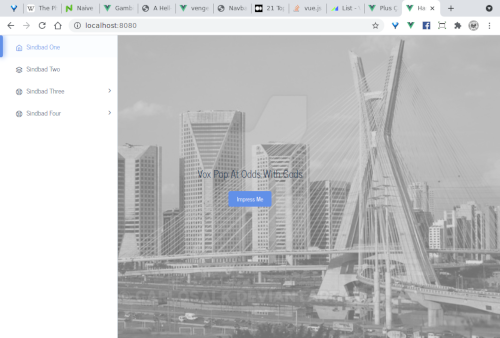 The Pl
Naive
Gamb
A Hell
venge
Navba
21 To
vue.js
List -
Plus (
Ho
localhost:8080
Sindbad One
Sindbad Two
Sindbad Three
Sindbad Four
Vox Pop At Odds With Gods
Impress Me